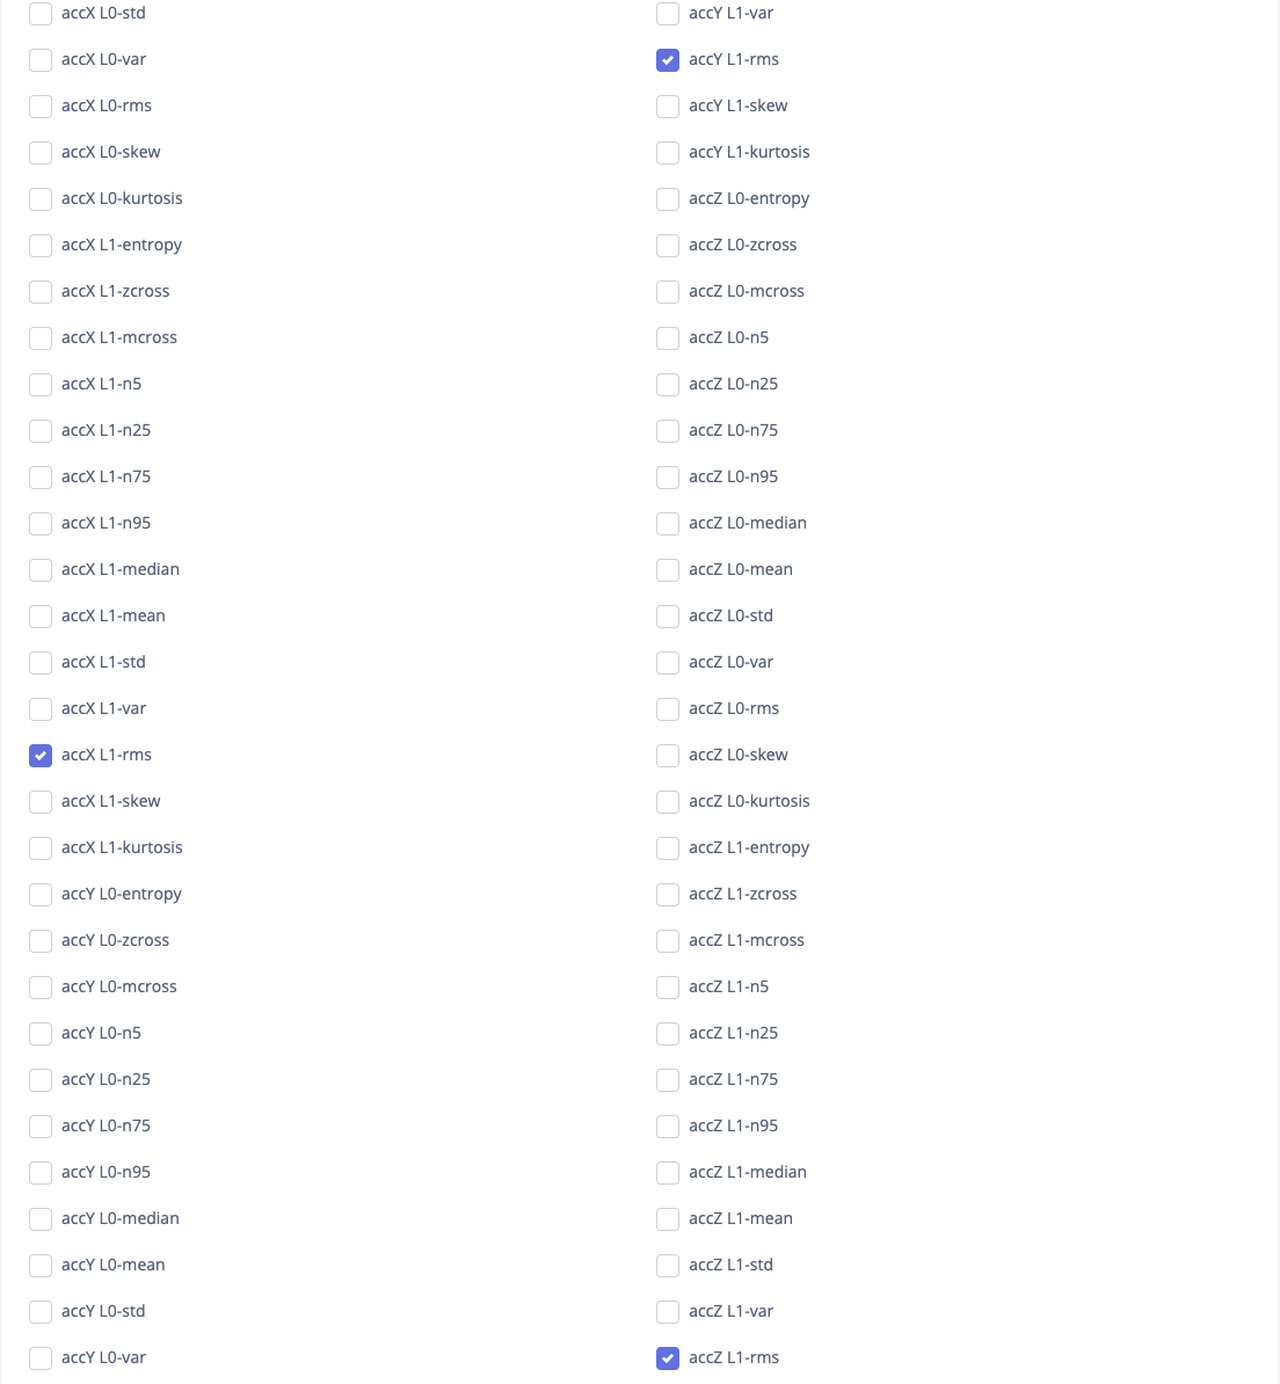 accX L0-std
accX L0-var
accX L0-rms
accX L0-skew
accX L0-kurtosis
accX L1-entropy
accX L1-zcross
accX L1-mcross
accX L1-n5
accX L1-n25
accX L1-n75
accX L1-n95
accX L1-median
accX L1-mean
accX L1-std
accX L1-var
accX L1-rms
accX L1-skew
accX L1-kurtosis
accY L0-entropy
accY L0-zcross
accY L0-mcross
accY L0-n5
accY L0-n25
accY L0-n75
accY L0-n95
accY L0-median
accY L0-mean
accY L0-std
accY L0-var
accY L1-var
accY L1-rms
accY L1-skew
accY L1-kurtosis
accZ L0-entropy
accZ L0-zcross
accZ L0-mcross
accZ L0-n5
accZ L0-n25
accZ L0-n75
accZ L0-n95
accZ L0-median
accZ L0-mean
accZ L0-std
accZ L0-var
accZ L0-rms
accZ L0-skew
accZ L0-kurtosis
accZ L1-entropy
accZ L1-zcross
accZ L1-mcross
accZ L1-n5
accZ L1-n25
accZ L1-n75
accZ L1-n95
accZ L1-median
accZ L1-mean
accZ L1-std
accZ L1-var
accZ L1-rms